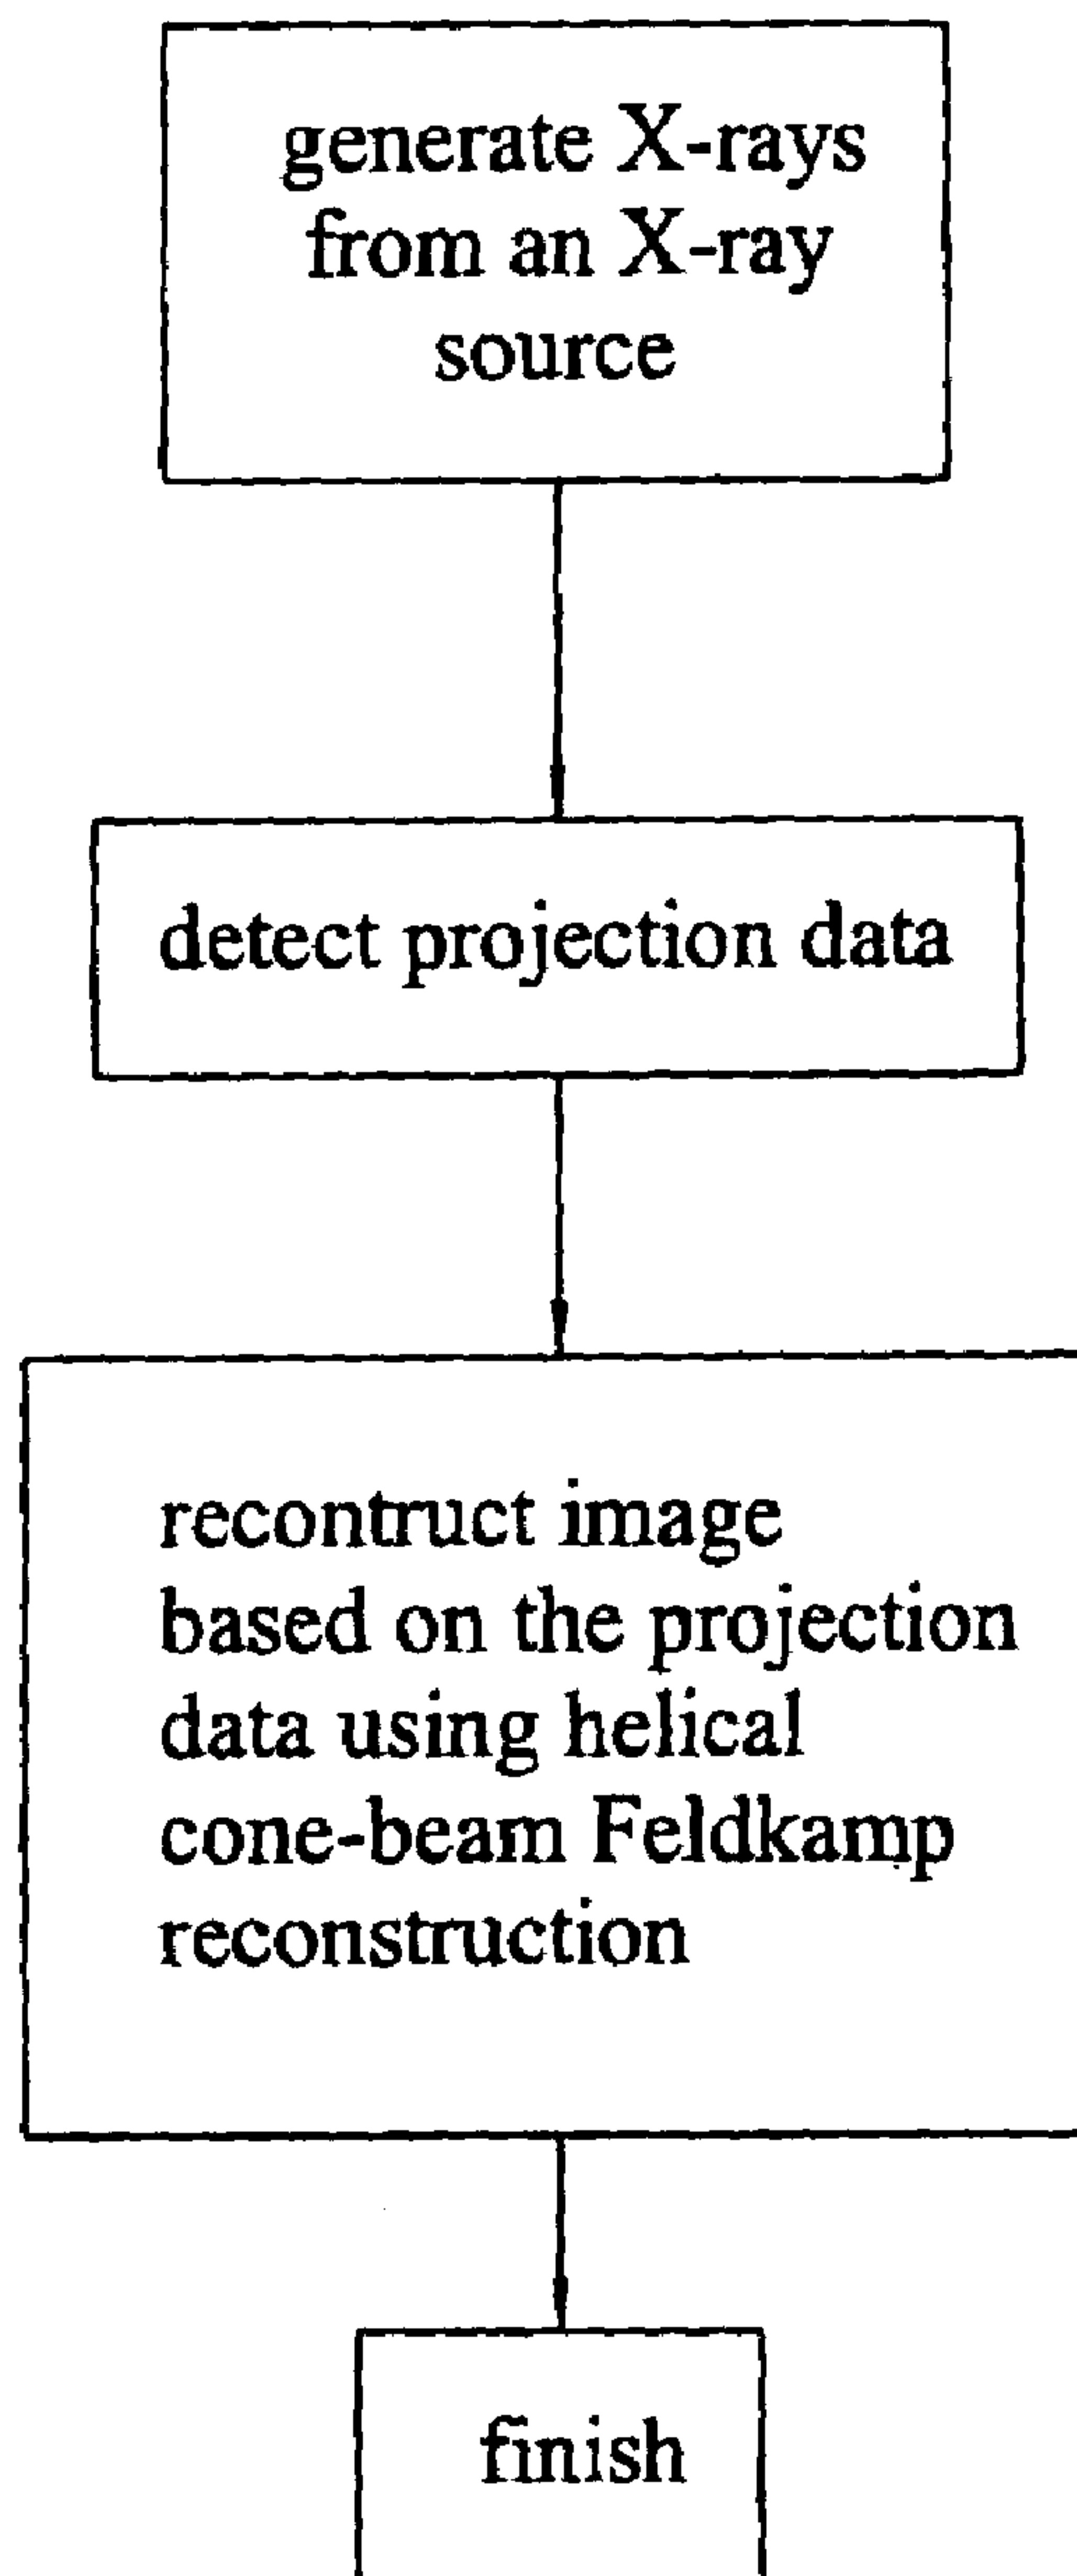 generate X-rays
from an X-ray
source
detect projection data
recontruct image
based on the projection
data using helical
cone-beam Feldkamp
reconstruction
finish